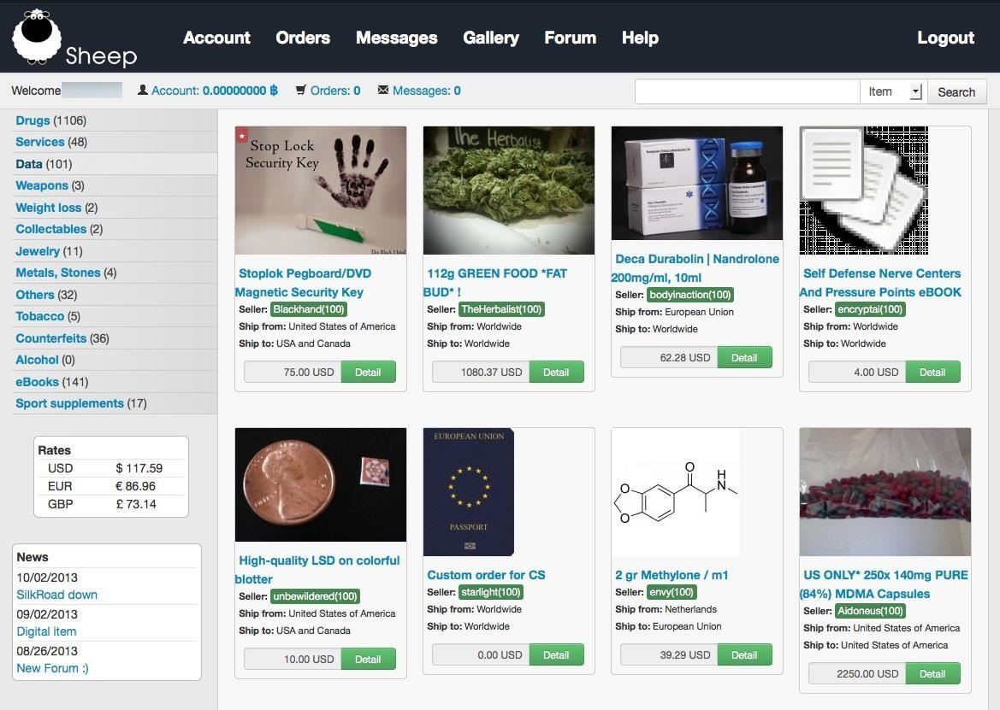 Sheep
Account Orders Messages Gallery Forum Help Logout
Welcome Account: 0.00000000 ฿ Orders: 0 Messages: 0 Item Search
Drugs (1106)
Services (48)
Data (101)
Weapons (3)
Weight loss (2)
Collectables (2)
Jewelry (11)
Metals, Stones (4)
Others (32)
Tobacco (5)
Counterfeits (36)
Alcohol (0)
eBooks (141)
Sport supplements (17)
Rates
USD $ 117.59
EUR € 86.96
GBP £ 73.14
News
10/02/2013
SilkRoad down
09/02/2013
Digital item
08/26/2013
New Forum :)
Stop Lock
Security Key
The Black Hand
Stoplok Pegboard/DVD
Magnetic Security Key
Seller: Blackhand(100)
Ship from: United States of America
Ship to: USA and Canada
75.00 USD Detail
The Herbalist
112g GREEN FOOD *FAT
BUD* !
Seller: TheHerbalist(100)
Ship from: Worldwide
Ship to: Worldwide
1080.37 USD Detail
Deca Durabolin | Nandrolone
200mg/ml, 10ml
Seller: bodyinaction(100)
Ship from: European Union
Ship to: Worldwide
62.28 USD Detail
Self Defense Nerve Centers
And Pressure Points eBOOK
Seller: encryptai(100)
Ship from: Worldwide
Ship to: Worldwide
4.00 USD Detail
High-quality LSD on colorful
blotter
Seller: unbewildered(100)
Ship from: United States of America
Ship to: USA and Canada
10.00 USD Detail
EUROPEAN UNION
PASSPORT
Custom order for CS
Seller: starlight(100)
Ship from: Worldwide
Ship to: Worldwide
0.00 USD Detail
O
H
N
O
O
2 gr Methylone / m1
Seller: envy(100)
Ship from: Netherlands
Ship to: European Union
39.29 USD Detail
US ONLY* 250x 140mg PURE
(84%) MDMA Capsules
Seller: Aidoneus(100)
Ship from: United States of America
Ship to: United States of America
2250.00 USD Detail